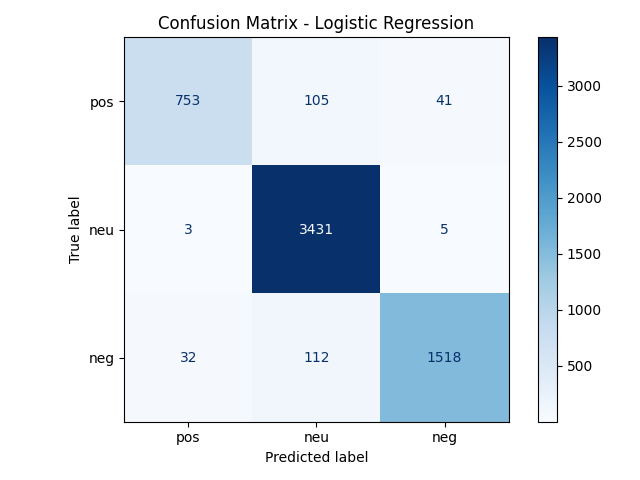 Confusion Matrix - Logistic Regression
True label
pos 753 105 41
neu 3 3431 5
neg 32 112 1518
pos neu neg
Predicted label
3000
2500
2000
1500
1000
500